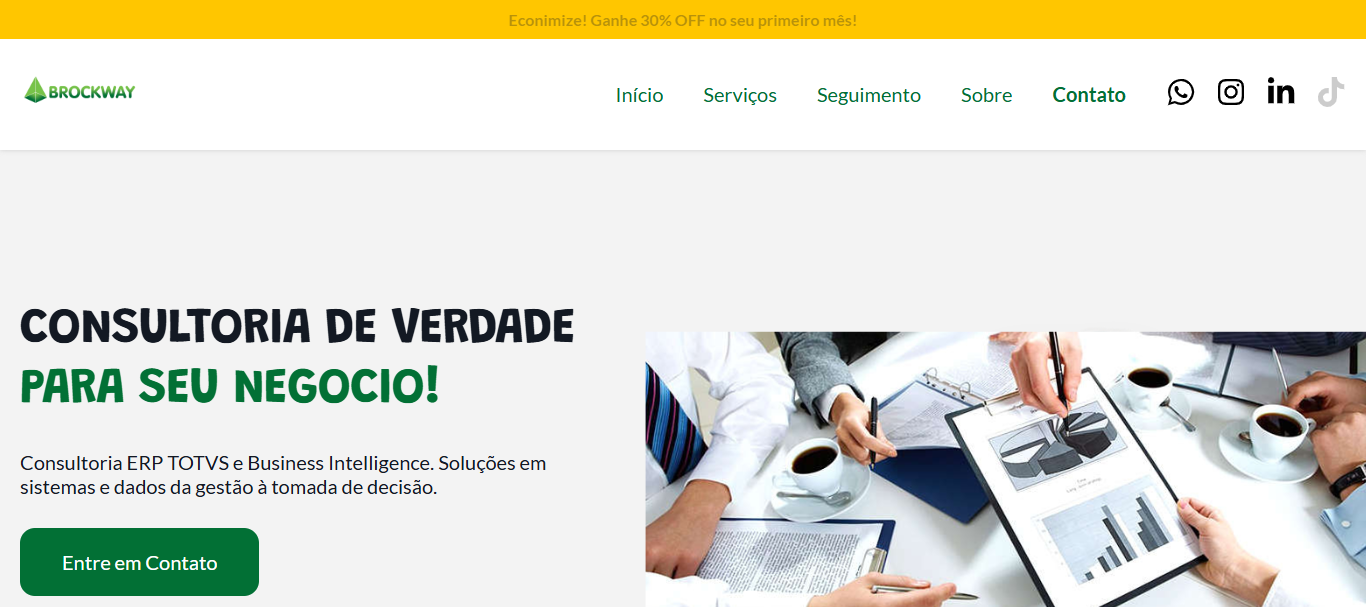 Econimize! Ganhe 30% OFF no seu primeiro mês!
BROCKWAY
Início Serviços Seguimento Sobre Contato
CONSULTORIA DE VERDADE
PARA SEU NEGOCIO!
Consultoria ERP TOTVS e Business Intelligence. Soluções em
sistemas e dados da gestão à tomada de decisão.
Entre em Contato